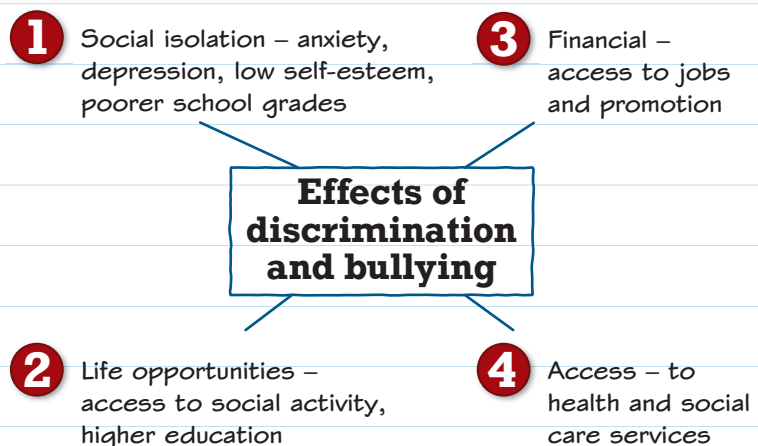 1
Social isolation – anxiety,
depression, low self-esteem,
poorer school grades
3
Financial –
access to jobs
and promotion
Effects of
discrimination
and bullying
2
Life opportunities –
access to social activity,
higher education
4
Access – to
health and social
care services